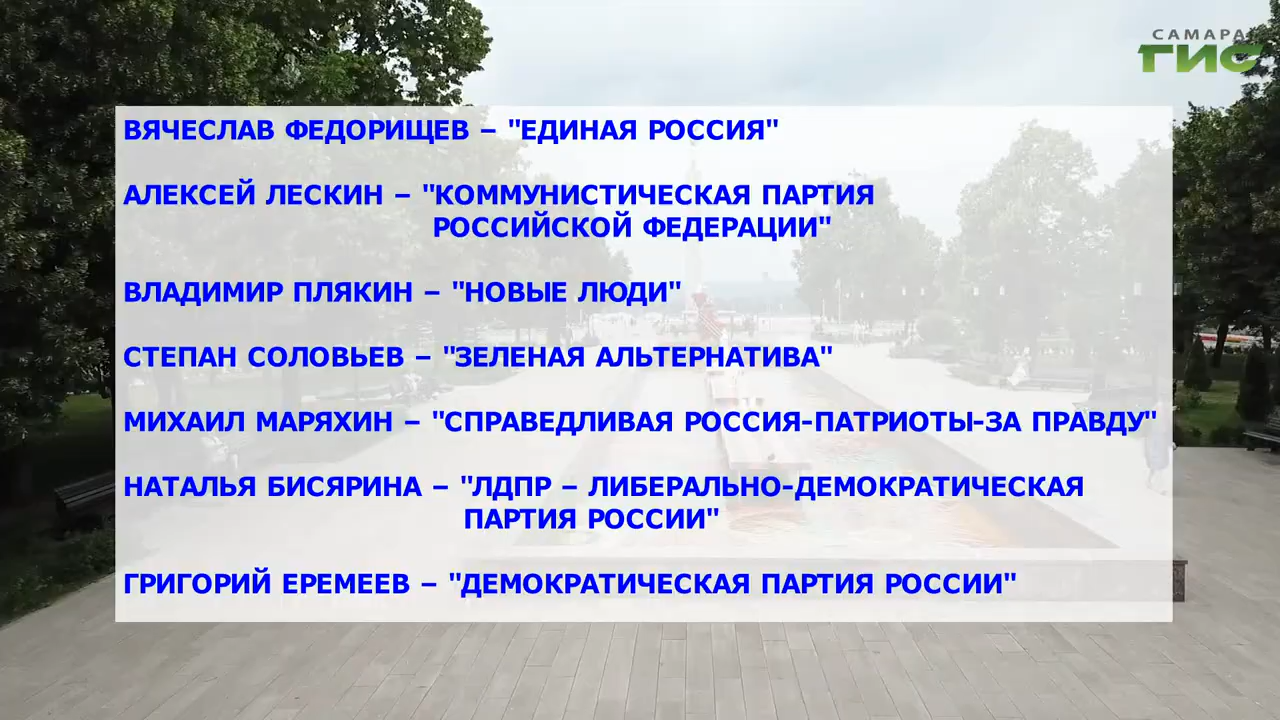 САМАРА
ГИС
ВЯЧЕСЛАВ ФЕДОРИЩЕВ – "ЕДИНАЯ РОССИЯ"
АЛЕКСЕЙ ЛЕСКИН – "КОММУНИСТИЧЕСКАЯ ПАРТИЯ
РОССИЙСКОЙ ФЕДЕРАЦИИ"
ВЛАДИМИР ПЛЯКИН – "НОВЫЕ ЛЮДИ"
СТЕПАН СОЛОВЬЕВ – "ЗЕЛЕНАЯ АЛЬТЕРНАТИВА"
МИХАИЛ МАРЯХИН – "СПРАВЕДЛИВАЯ РОССИЯ-ПАТРИОТЫ-ЗА ПРАВДУ"
НАТАЛЬЯ БИСЯРИНА – "ЛДПР – ЛИБЕРАЛЬНО-ДЕМОКРАТИЧЕСКАЯ
ПАРТИЯ РОССИИ"
ГРИГОРИЙ ЕРЕМЕЕВ – "ДЕМОКРАТИЧЕСКАЯ ПАРТИЯ РОССИИ"